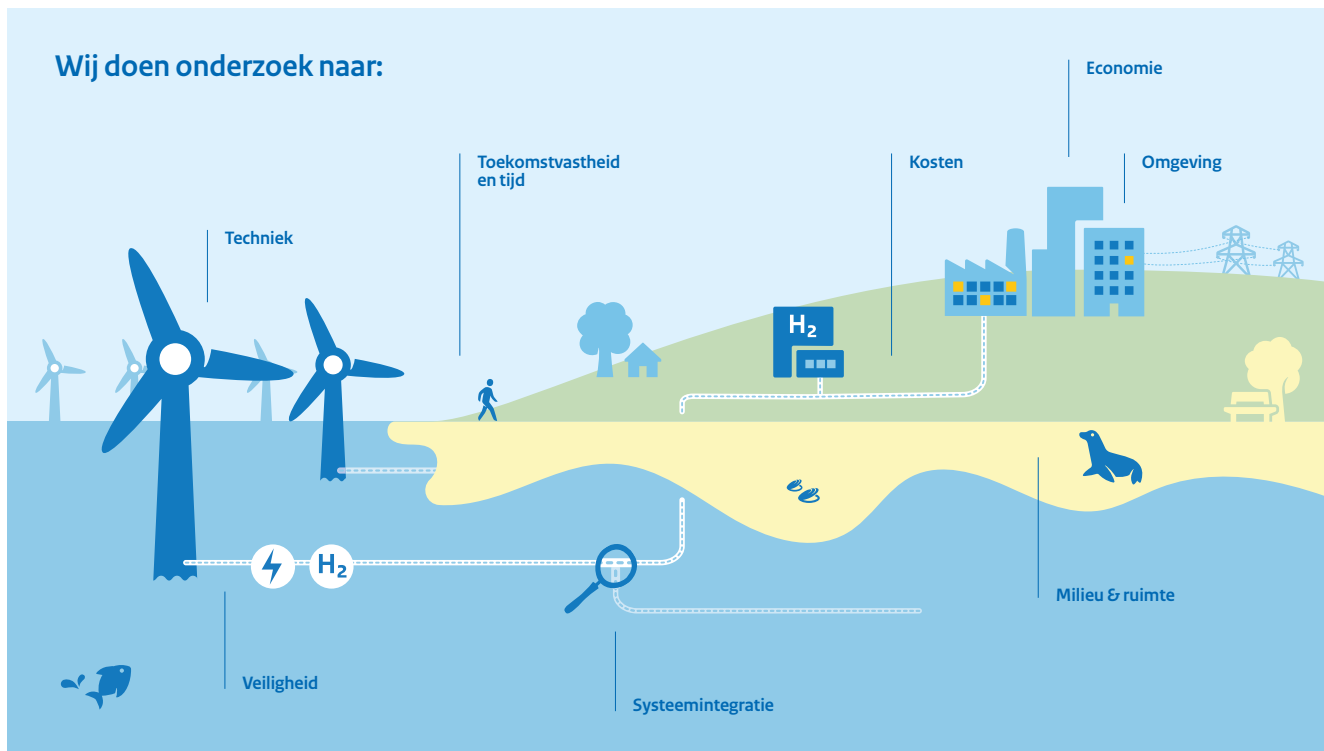 Wij doen onderzoek naar:
Economie
Toekomstvastheid
en tijd
Kosten
Omgeving
Techniek
H₂
H₂
Milieu & ruimte
Veiligheid
Systeemintegratie